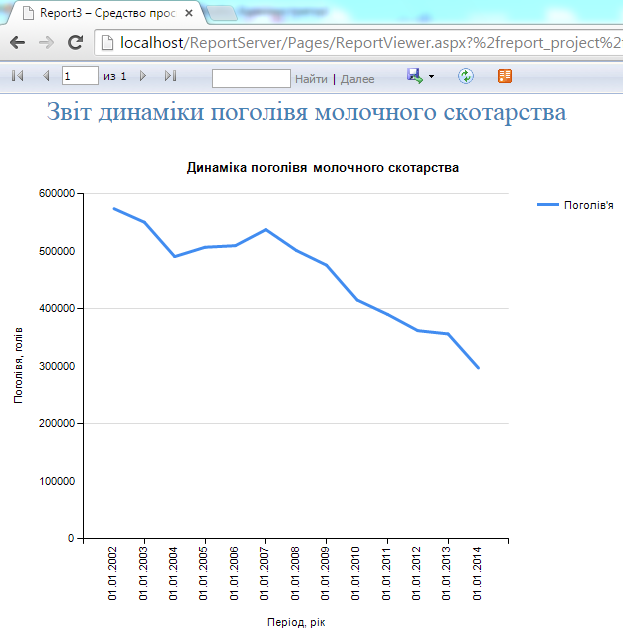 Report3 – Средство прос
localhost/ReportServer/Pages/ReportViewer.aspx?%2freport_project%2
1 из 1 Найти | Далее
Звіт динаміки поголівя молочного скотарства
Динаміка поголівя молочного скотарства
Поголів'я
600000
500000
400000
300000
200000
100000
0
Поголівя, голів
01.01.2002
01.01.2003
01.01.2004
01.01.2005
01.01.2006
01.01.2007
01.01.2008
01.01.2009
01.01.2010
01.01.2011
01.01.2012
01.01.2013
01.01.2014
Період, рік